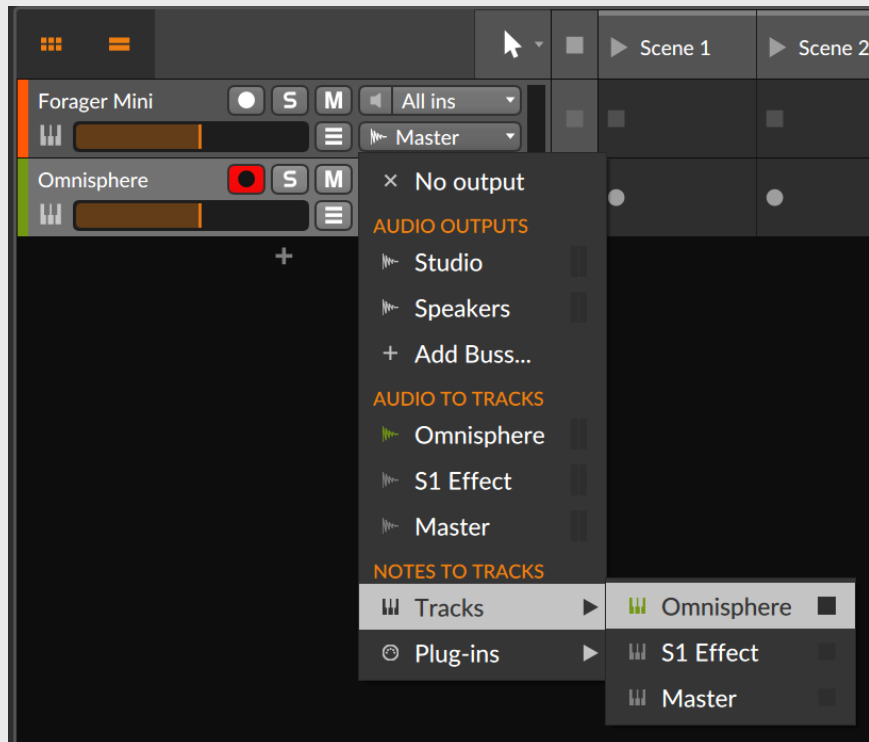 Scene 1
Scene 2
Forager Mini
S
M
All ins
Master
Omnisphere
S
M
No output
AUDIO OUTPUTS
Studio
Speakers
Add Buss...
AUDIO TO TRACKS
Omnisphere
S1 Effect
Master
NOTES TO TRACKS
Tracks
Omnisphere
Plug-ins
S1 Effect
Master